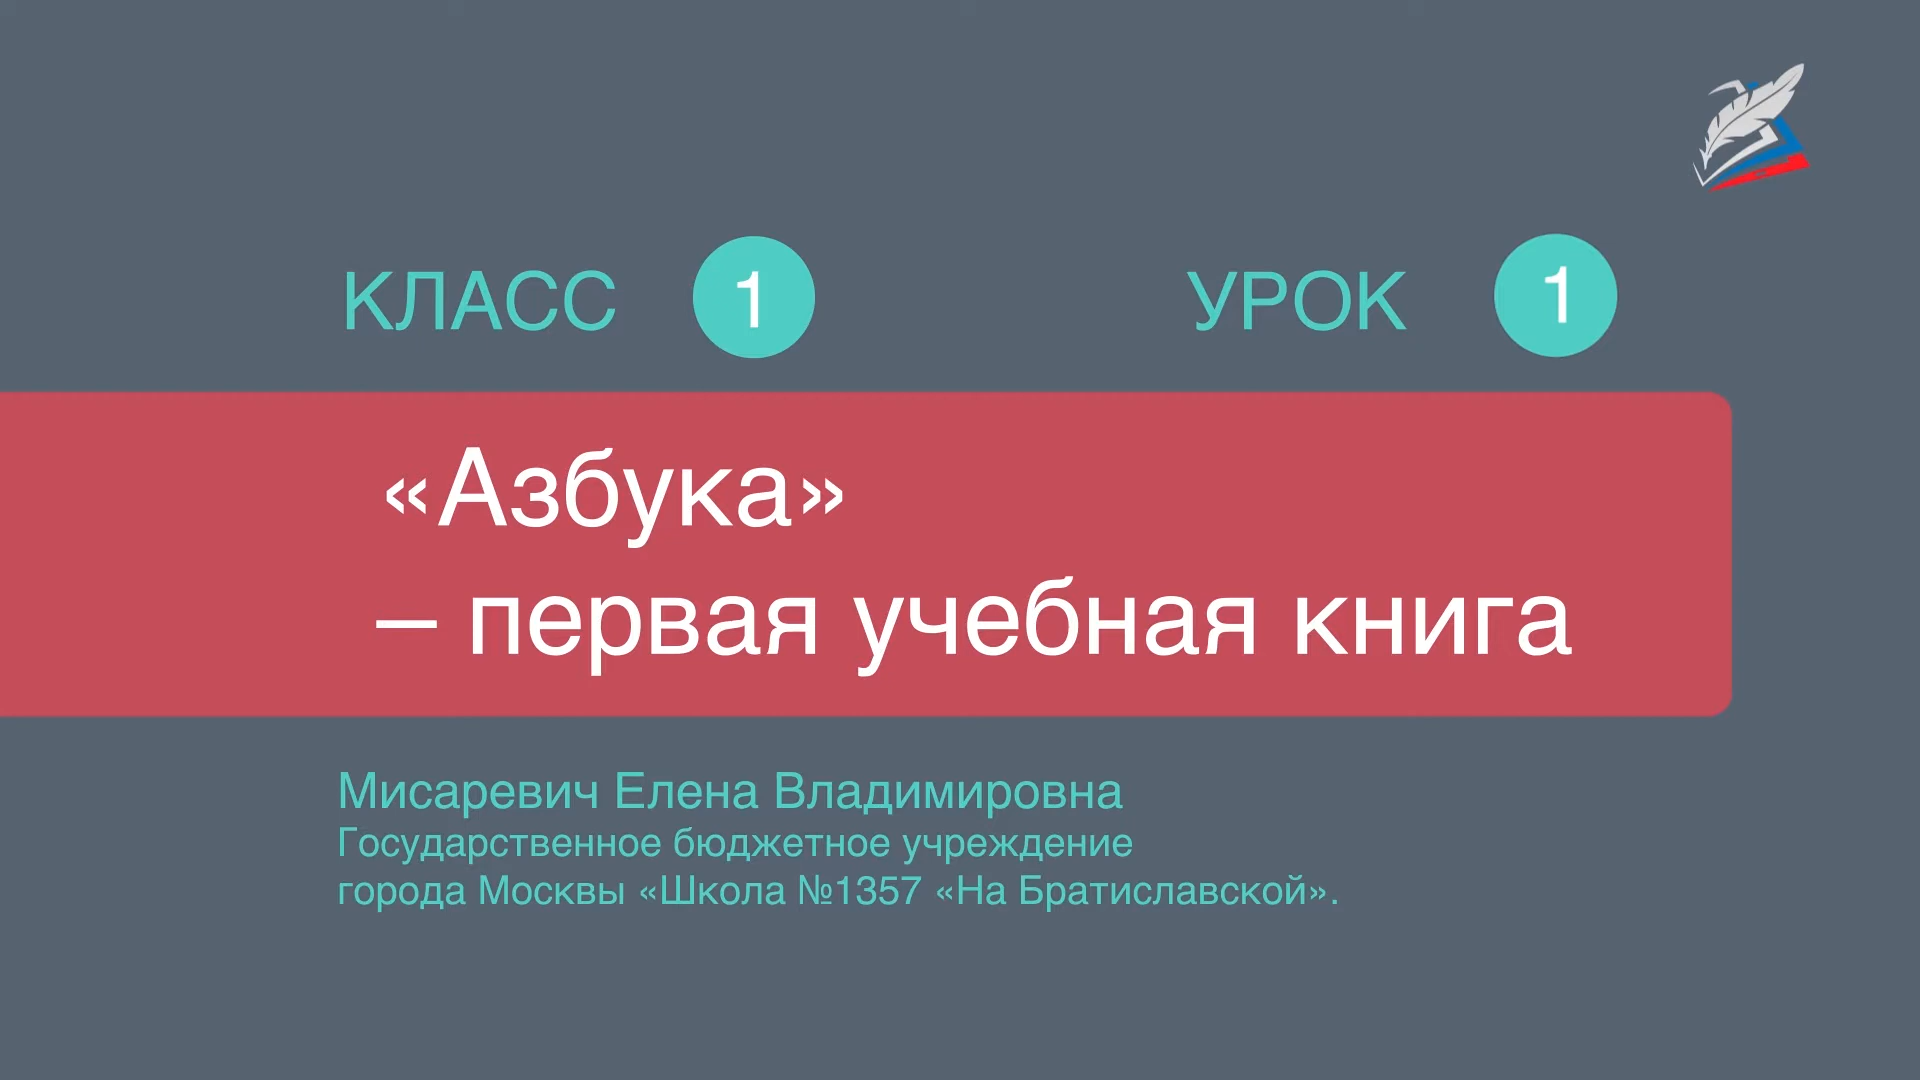 КЛАСС 1 УРОК 1
«Азбука»
– первая учебная книга
Мисаревич Елена Владимировна
Государственное бюджетное учреждение
города Москвы «Школа №1357 «На Братиславской».